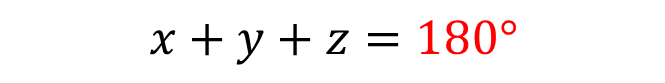 x + y + z = 180°